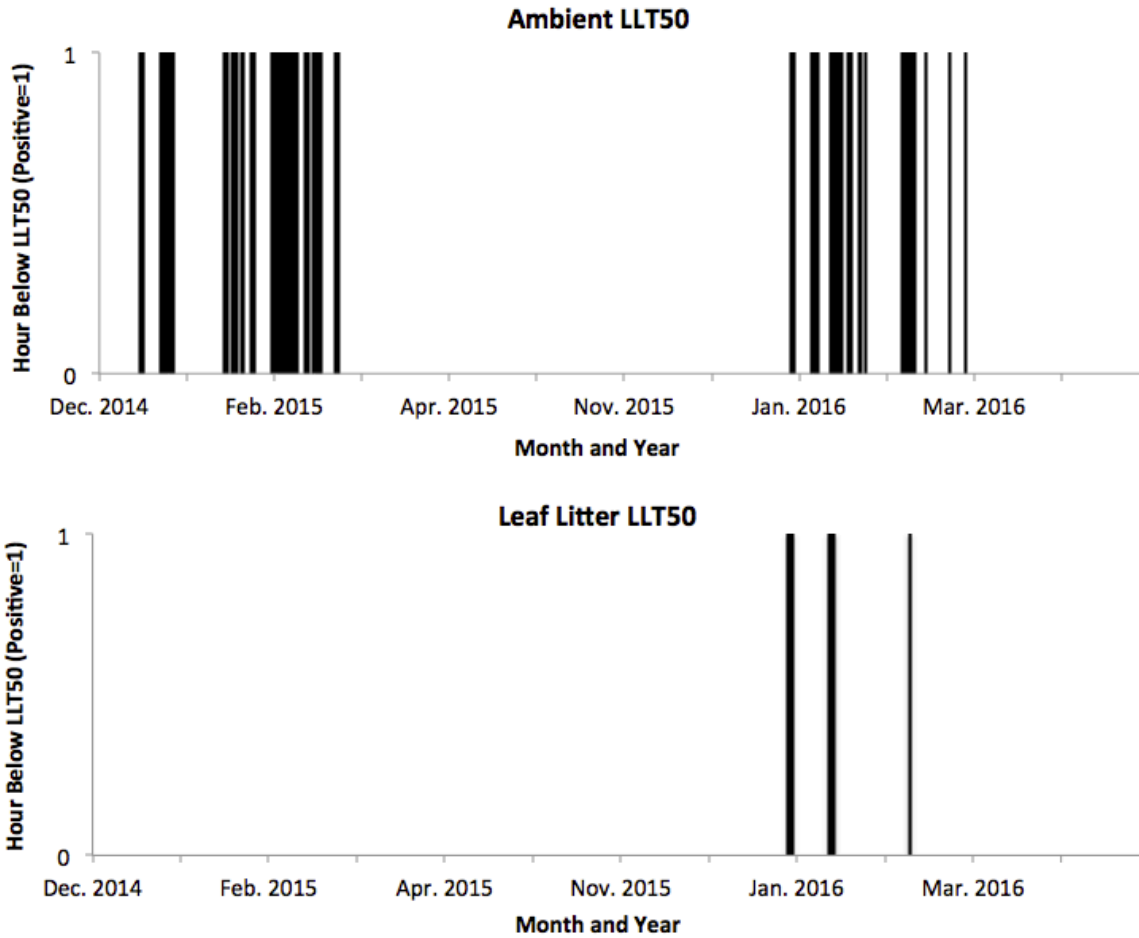 Ambient LLT50
Hour Below LLT50 (Positive=1)
1
0
Dec. 2014 Feb. 2015 Apr. 2015 Nov. 2015 Jan. 2016 Mar. 2016
Month and Year
Leaf Litter LLT50
Hour Below LLT50 (Positive=1)
1
0
Dec. 2014 Feb. 2015 Apr. 2015 Nov. 2015 Jan. 2016 Mar. 2016
Month and Year